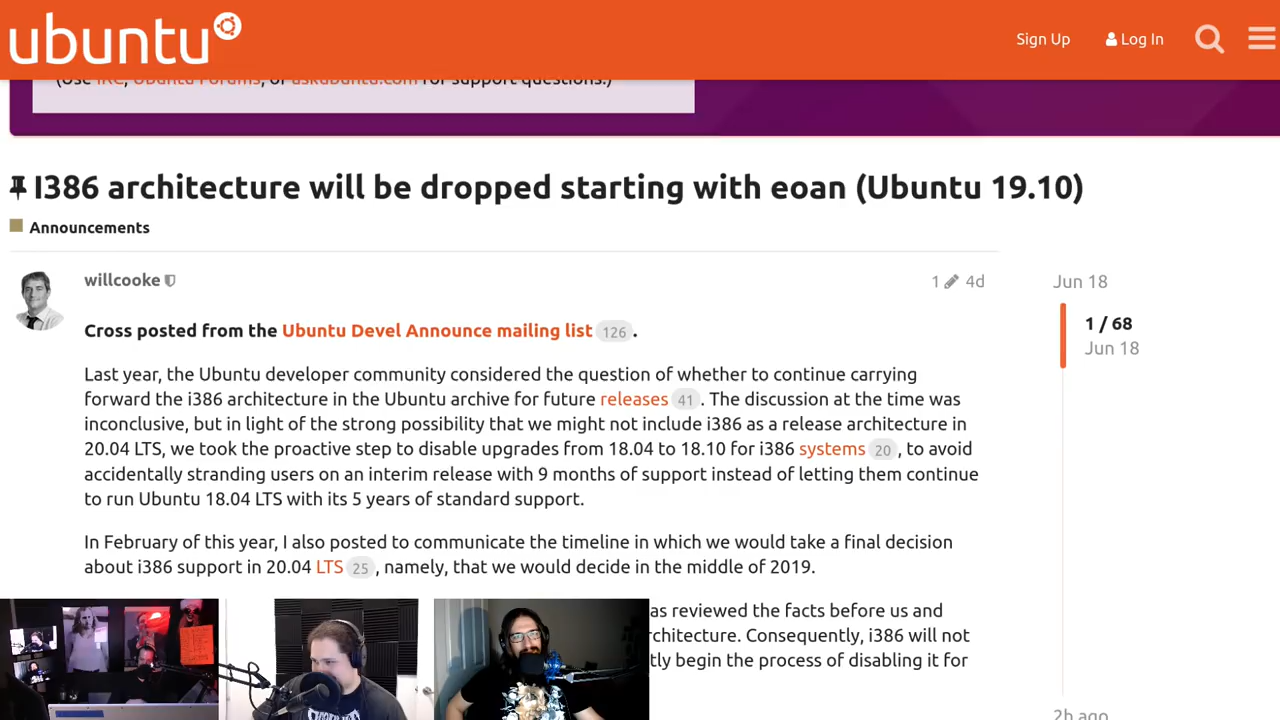 ubuntu
Sign Up
Log In
(Use IRC, Ubuntu Forums, or askubuntu.com for support questions.)
I386 architecture will be dropped starting with eoan (Ubuntu 19.10)
Announcements
willcooke
1
4d
Jun 18
Cross posted from the Ubuntu Devel Announce mailing list 126.
1 / 68
Jun 18
Last year, the Ubuntu developer community considered the question of whether to continue carrying
forward the i386 architecture in the Ubuntu archive for future releases 41. The discussion at the time was
inconclusive, but in light of the strong possibility that we might not include i386 as a release architecture in
20.04 LTS, we took the proactive step to disable upgrades from 18.04 to 18.10 for i386 systems 20, to avoid
accidentally stranding users on an interim release with 9 months of support instead of letting them continue
to run Ubuntu 18.04 LTS with its 5 years of standard support.
In February of this year, I also posted to communicate the timeline in which we would take a final decision
about i386 support in 20.04 LTS 25, namely, that we would decide in the middle of 2019.
as reviewed the facts before us and
rchitecture. Consequently, i386 will not
tly begin the process of disabling it for
2h ago